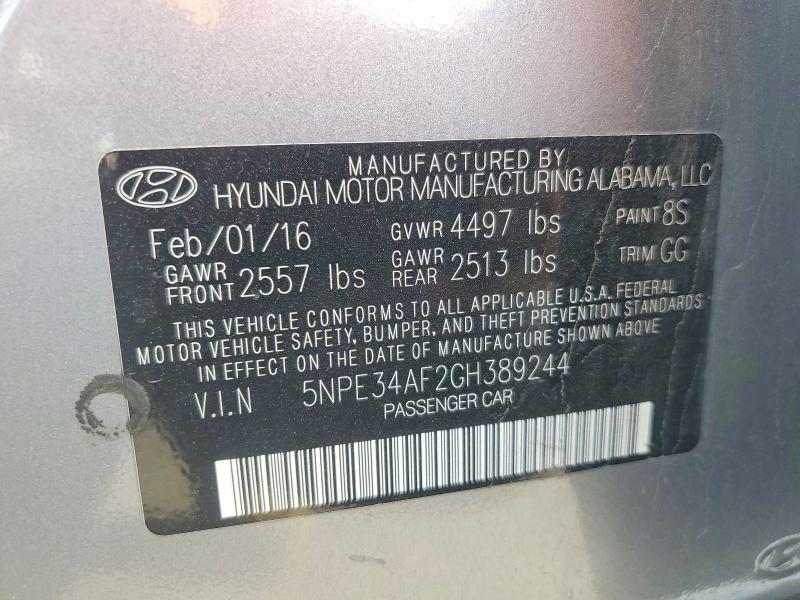 MANUFACTURED BY
HYUNDAI MOTOR MANUFACTURING ALABAMA, LLC
Feb/01/16 GVWR 4497 lbs PAINT 8S
GAWR FRONT 2557 lbs GAWR REAR 2513 lbs TRIM GG
THIS VEHICLE CONFORMS TO ALL APPLICABLE U.S.A. FEDERAL
MOTOR VEHICLE SAFETY, BUMPER, AND THEFT PREVENTION STANDARDS
IN EFFECT ON THE DATE OF MANUFACTURE SHOWN ABOVE
V.I.N 5NPE34AF2GH389244
PASSENGER CAR